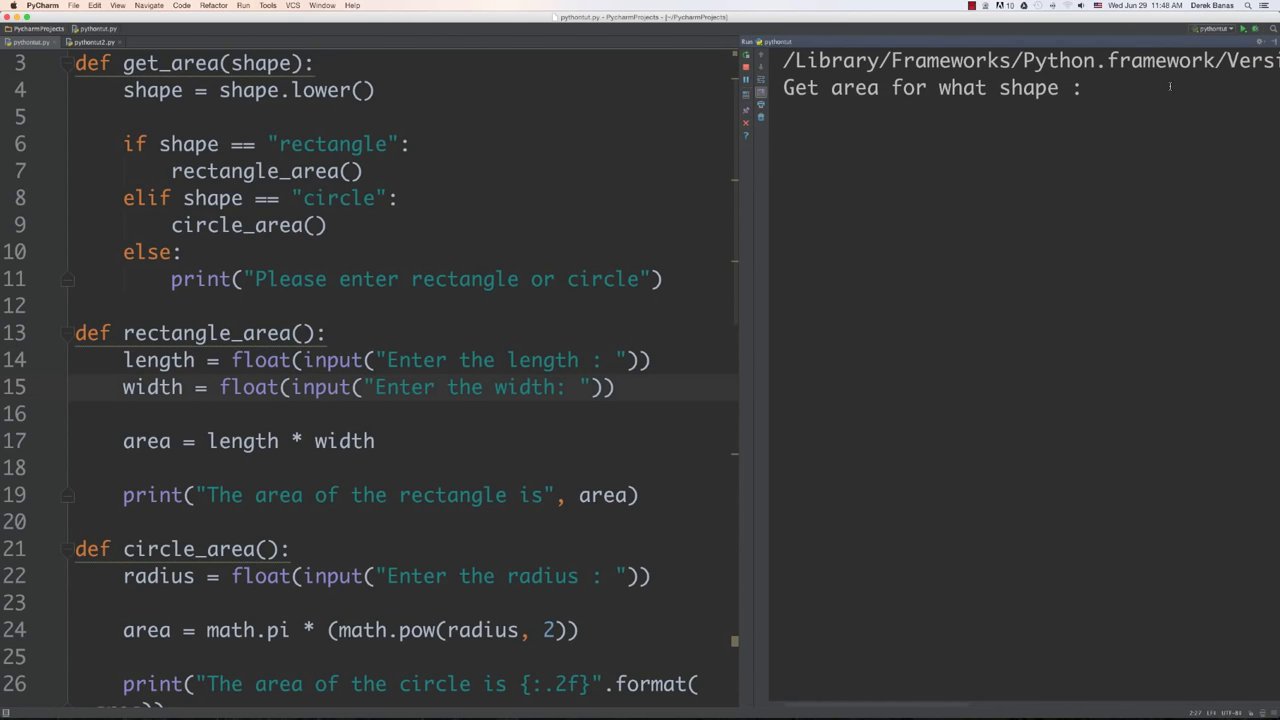 PyCharm File Edit View Navigate Code Refactor Run Tools VCS Window Help
10 Wed Jun 29 11:48 AM Derek Banas
pythontut.py - PycharmProjects - [~/PycharmProjects]
PycharmProjects pythontut.py
pythontut
pythontut.py pythontut2.py
Run pythontut
3 def get_area(shape):
4 shape = shape.lower()
5
6 if shape == "rectangle":
7 rectangle_area()
8 elif shape == "circle":
9 circle_area()
10 else:
11 print("Please enter rectangle or circle")
12
13 def rectangle_area():
14 length = float(input("Enter the length : "))
15 width = float(input("Enter the width: "))
16
17 area = length * width
18
19 print("The area of the rectangle is", area)
20
21 def circle_area():
22 radius = float(input("Enter the radius : "))
23
24 area = math.pi * (math.pow(radius, 2))
25
26 print("The area of the circle is {:.2f}".format(
/Library/Frameworks/Python.framework/Versi
Get area for what shape :
2:27 LF÷ UTF-8÷